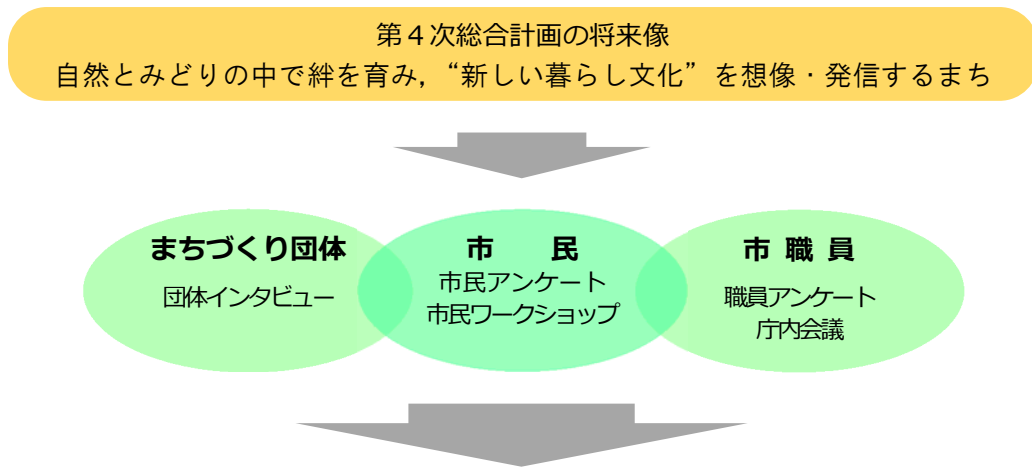 第４次総合計画の将来像
自然とみどりの中で絆を育み，“新しい暮らし文化”を想像・発信するまち
まちづくり団体
団体インタビュー
市　　民
市民アンケート
市民ワークショップ
市 職 員
職員アンケート
庁内会議